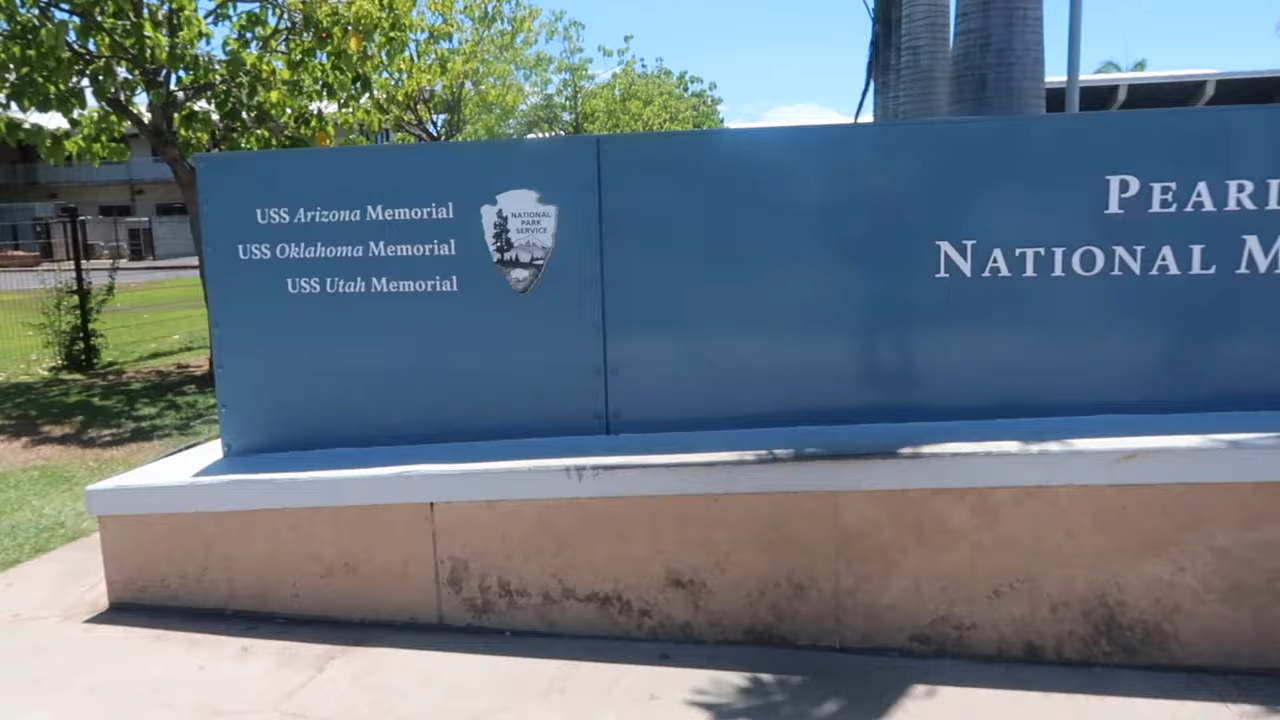 USS Arizona Memorial
USS Oklahoma Memorial
USS Utah Memorial
NATIONAL
PARK
SERVICE
PEARL
NATIONAL M